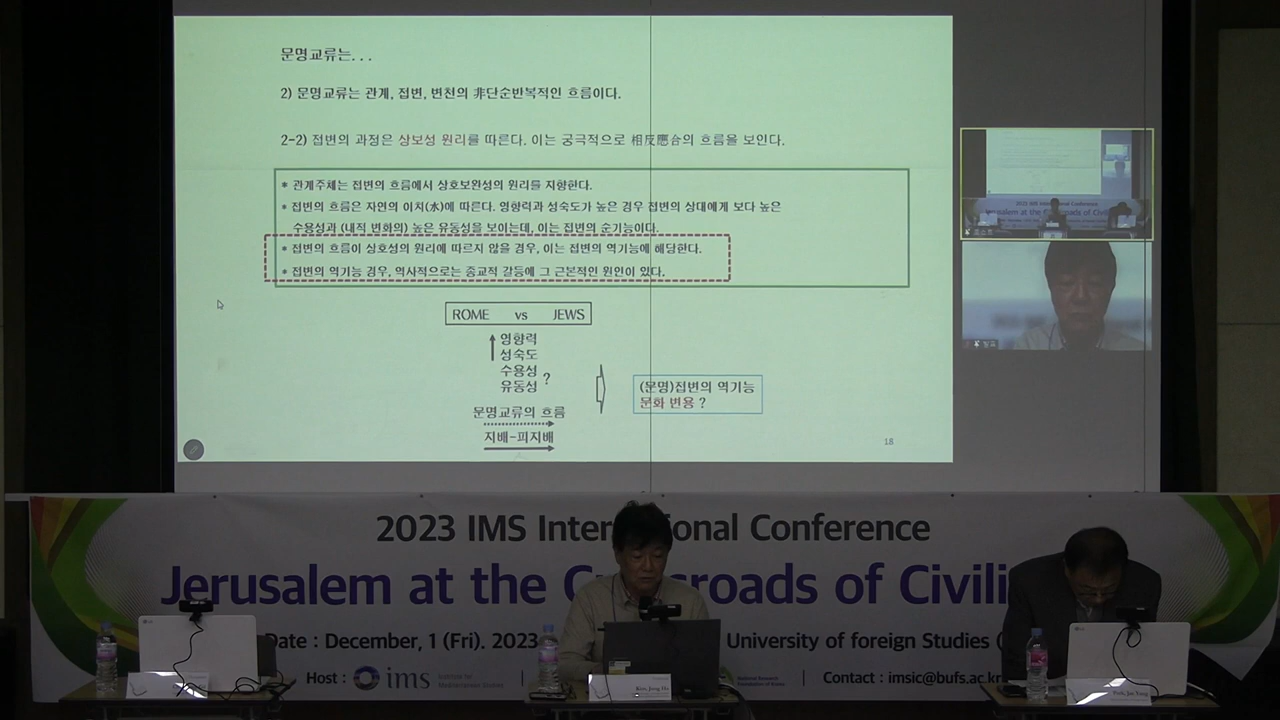 문명교류는...
2) 문명교류는 관계, 접변, 변천의 非단순반복적인 흐름이다.
2-2) 접변의 과정은 상보성 원리를 따른다. 이는 궁극적으로 相反應合의 흐름을 보인다.
* 관계주체는 접변의 흐름에서 상호보완성의 원리를 지향한다.
* 접변의 흐름은 자연의 이치(水)에 따른다. 영향력과 성숙도가 높은 경우 접변의 상대에게 보다 높은
수용성과 (내적 변화의) 높은 유동성을 보이는데, 이는 접변의 순기능이다.
* 접변의 흐름이 상호성의 원리에 따르지 않을 경우, 이는 접변의 역기능에 해당한다.
* 접변의 역기능 경우, 역사적으로는 종교적 갈등에 그 근본적인 원인이 있다.
ROME vs JEWS
영향력
성숙도
수용성
유동성 ?
(문명)접변의 역기능
문화 변용 ?
문명교류의 흐름
지배-피지배
18
2023 IMS International Conference
Jerusalem at the Crossroads of Civili
Date : December, 1 (Fri). 2023
University of foreign Studies (
Host : ims Institute for
Mediterranean Studies
National Research
Foundation of Korea
Contact : imsic@bufs.ac.kr
LG
LG